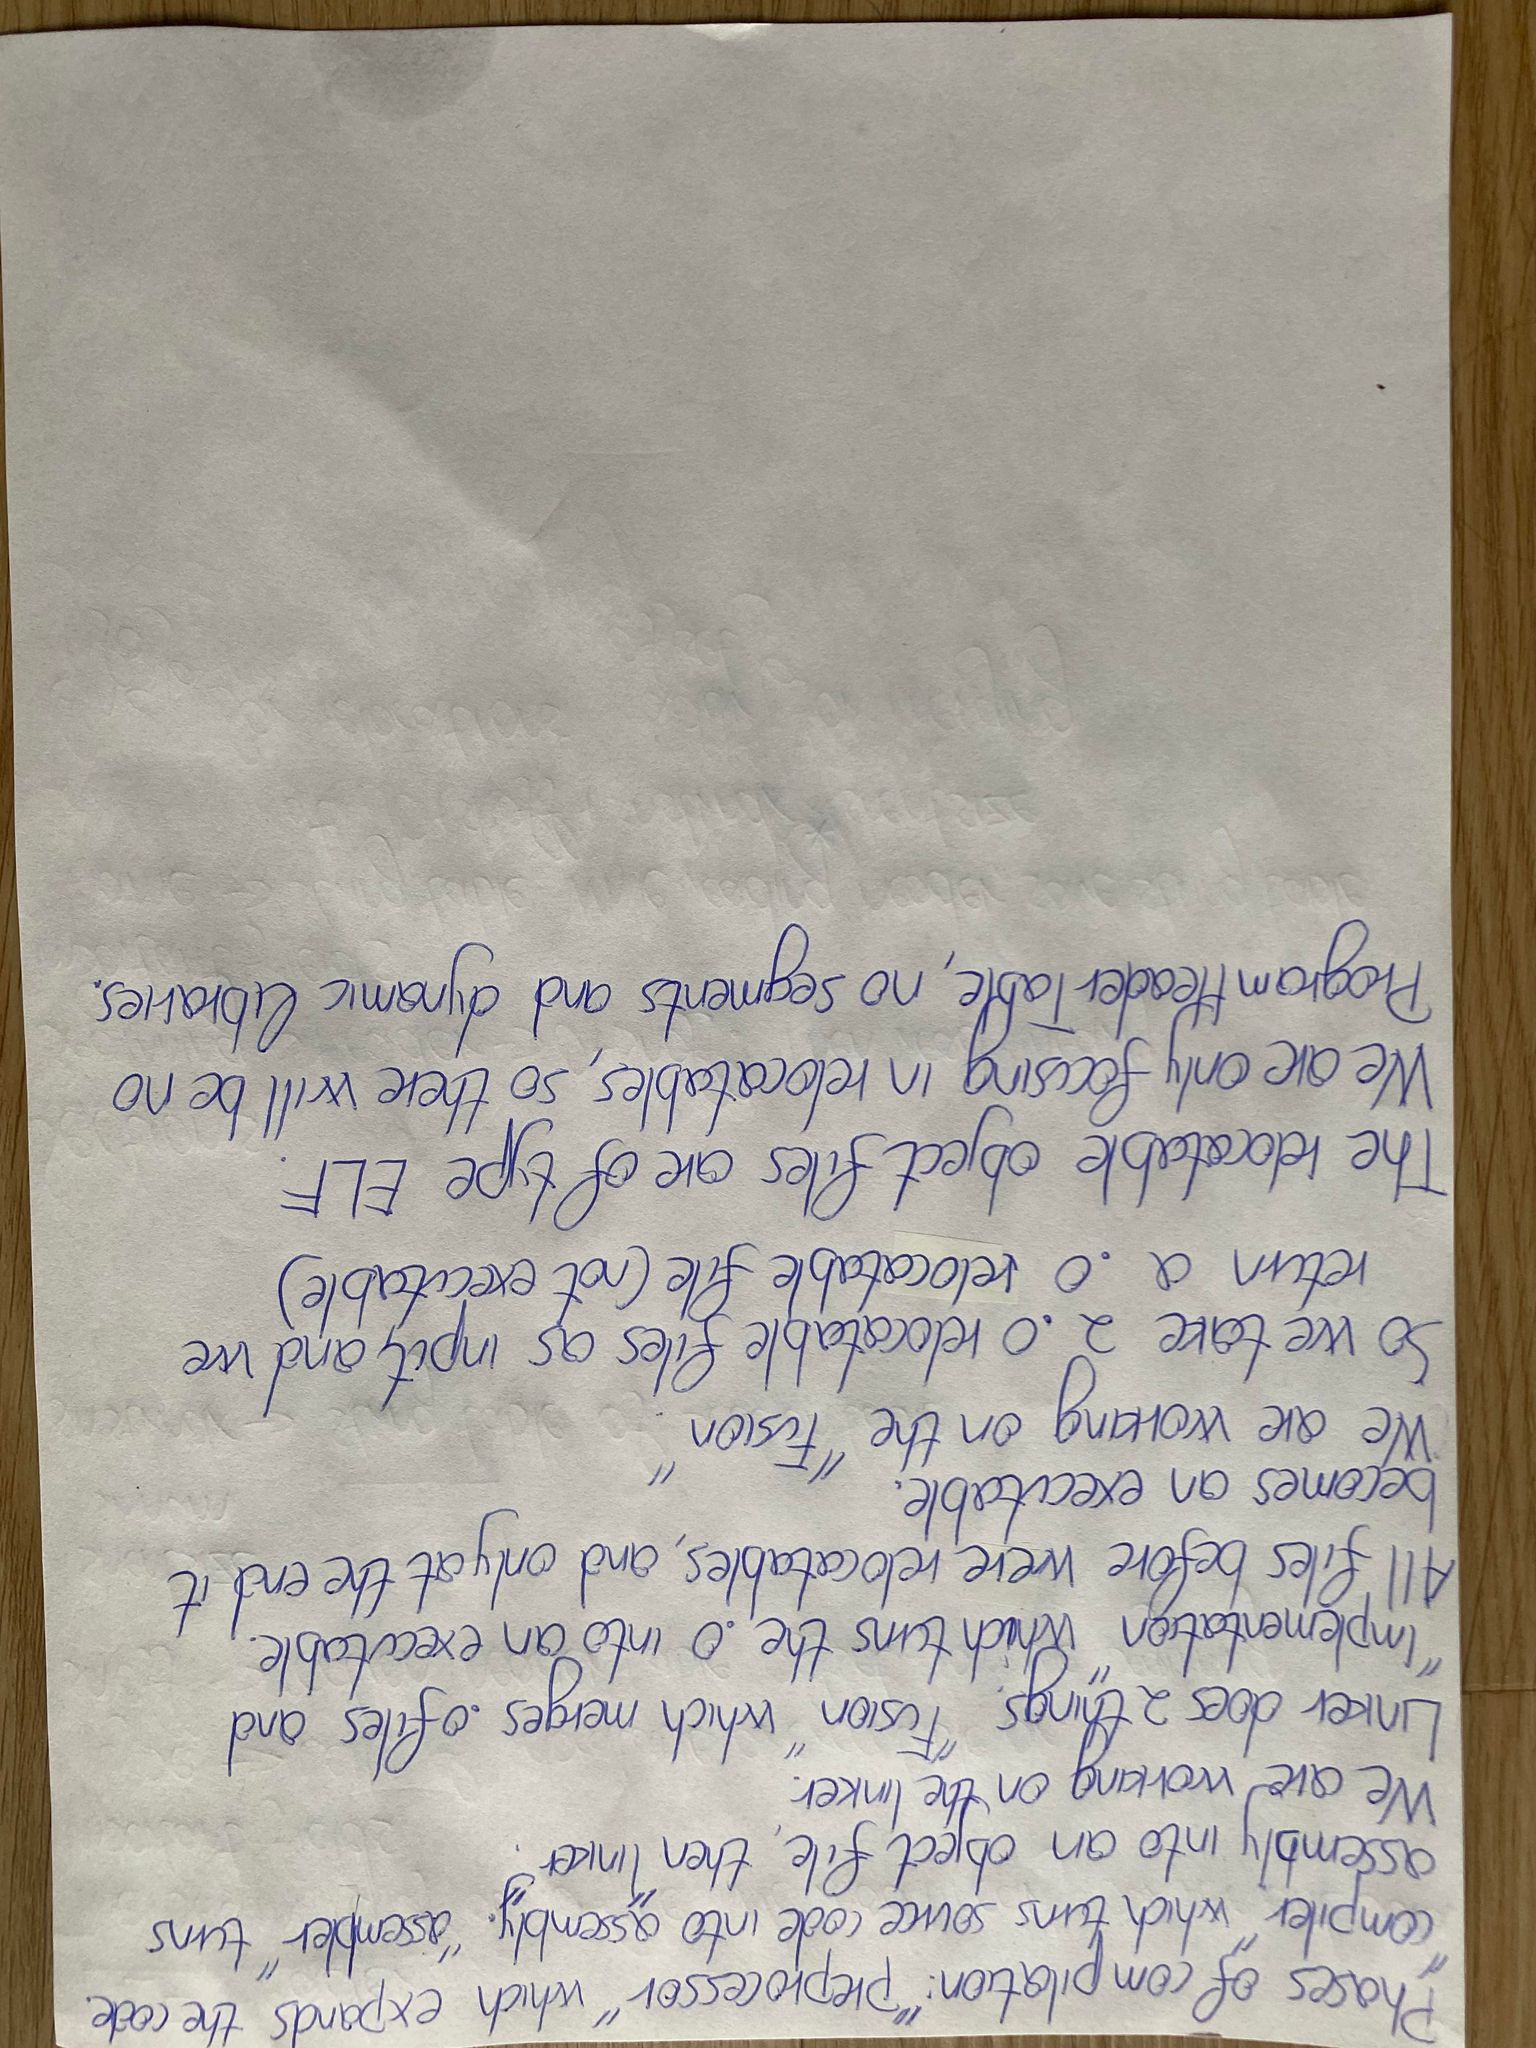 Phases of compilation: "preprocessor" which expands the code.
"compiler" which turns source code into assembly. "assembler" turns
assembly into an object file, then "linker".
We are working on the linker.
Linker does 2 things. "Fusion" which merges .o files and
"Implementation" which turns the .o into an executable.
All files before were relocatables, and only at the end it
becomes an executable.
We are working on the "Fusion".
So we take 2 .o relocatable files as input, and we
return a .o relocatable file (not executable)
The relocatable object files are of type ELF.
We are only focusing in relocatables, so there will be no
Program Header Table, no segments and dynamic libraries.